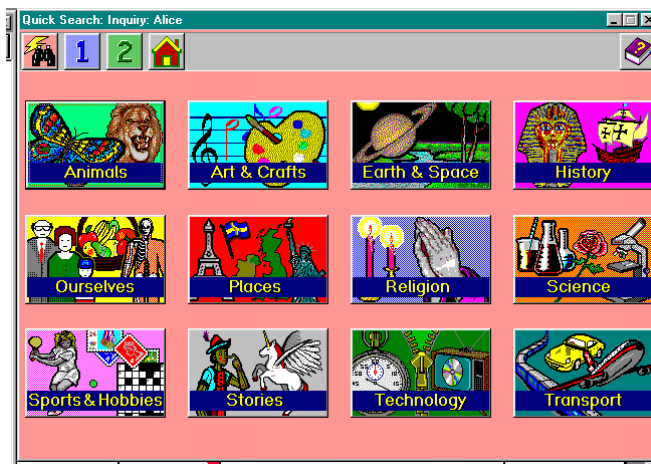 Quick Search: Inquiry: Alice
1 2 ?
Animals Art & Crafts Earth & Space History
Ourselves Places Religion Science
Sports & Hobbies Stories Technology Transport